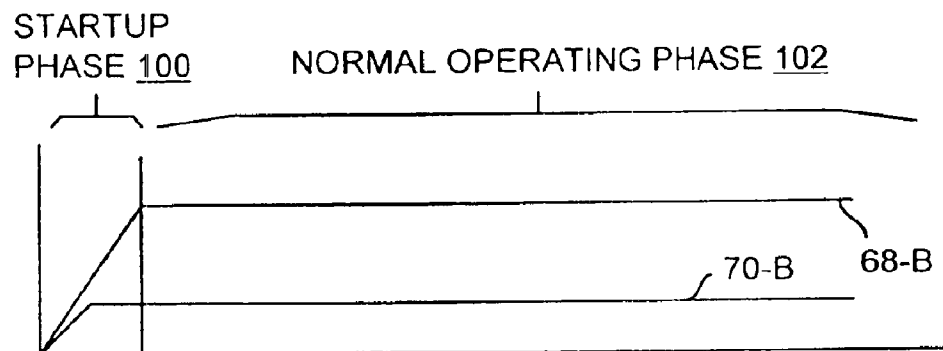 STARTUP
PHASE 100
NORMAL OPERATING PHASE 102
68-B
70-B